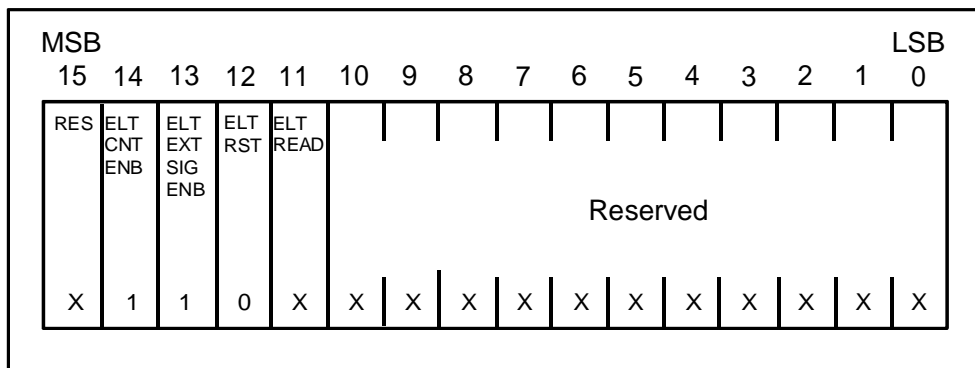 MSB LSB
15 14 13 12 11 10 9 8 7 6 5 4 3 2 1 0
RES ELT ELT ELT ELT
CNT EXT RST READ
ENB SIG
ENB
Reserved
X 1 1 0 X X X X X X X X X X X X